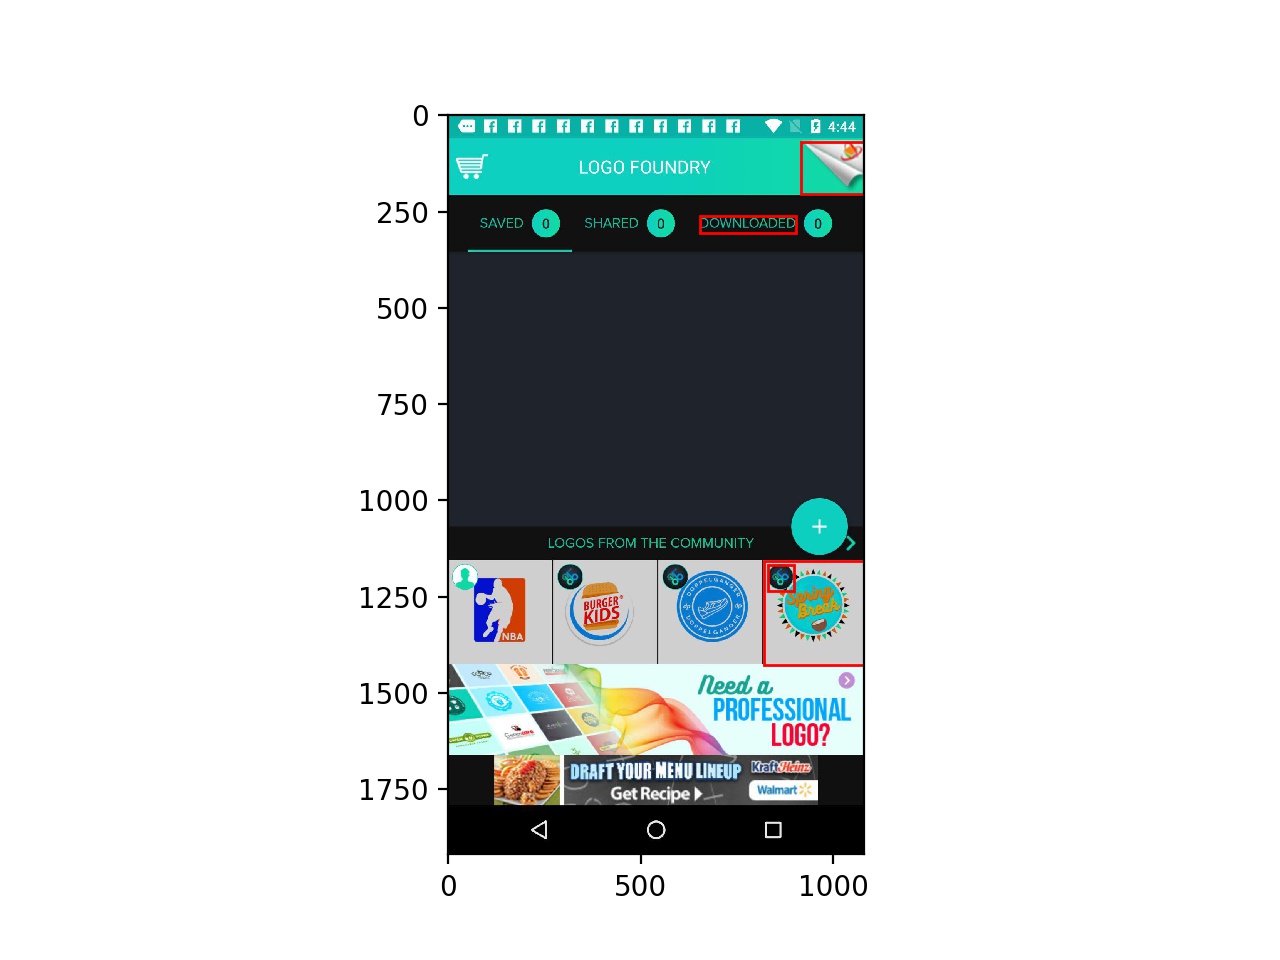 0
250
500
750
1000
1250
1500
1750
0
500
1000
4:44
LOGO FOUNDRY
SAVED 0 SHARED 0 DOWNLOADED 0
LOGOS FROM THE COMMUNITY
NBA
BURGER
KIDS
DOPPELGANGER
DOPPELGANGER
Spring
Break
Need a
PROFESSIONAL
LOGO?
DRAFT YOUR MENU LINEUP
Get Recipe
KraftHeinz
Walmart